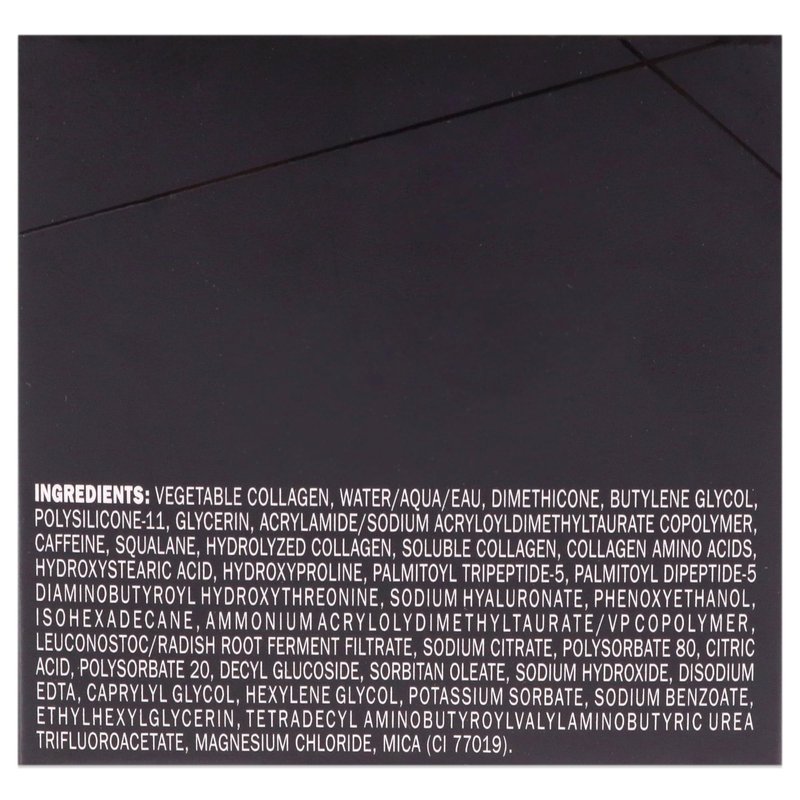 INGREDIENTS: VEGETABLE COLLAGEN, WATER/AQUA/EAU, DIMETHICONE, BUTYLENE GLYCOL,
POLYSILICONE-11, GLYCERIN, ACRYLAMIDE/SODIUM ACRYLOYLDIMETHYLTAURATE COPOLYMER,
CAFFEINE, SQUALANE, HYDROLYZED COLLAGEN, SOLUBLE COLLAGEN, COLLAGEN AMINO ACIDS,
HYDROXYSTEARIC ACID, HYDROXYPROLINE, PALMITOYL TRIPEPTIDE-5, PALMITOYL DIPEPTIDE-5
DIAMINOBUTYROYL HYDROXYTHREONINE, SODIUM HYALURONATE, PHENOXYETHANOL,
ISOHEXADECANE, AMMONIUM ACRYLOLYDIMETHYLTAURATE/VP COPOLYMER,
LEUCONOSTOC/RADISH ROOT FERMENT FILTRATE, SODIUM CITRATE, POLYSORBATE 80, CITRIC
ACID, POLYSORBATE 20, DECYL GLUCOSIDE, SORBITAN OLEATE, SODIUM HYDROXIDE, DISODIUM
EDTA, CAPRYLYL GLYCOL, HEXYLENE GLYCOL, POTASSIUM SORBATE, SODIUM BENZOATE,
ETHYLHEXYLGLYCERIN, TETRADECYL AMINOBUTYROYLVALYLAMINOBUTYRIC UREA
TRIFLUOROACETATE, MAGNESIUM CHLORIDE, MICA (CI 77019).